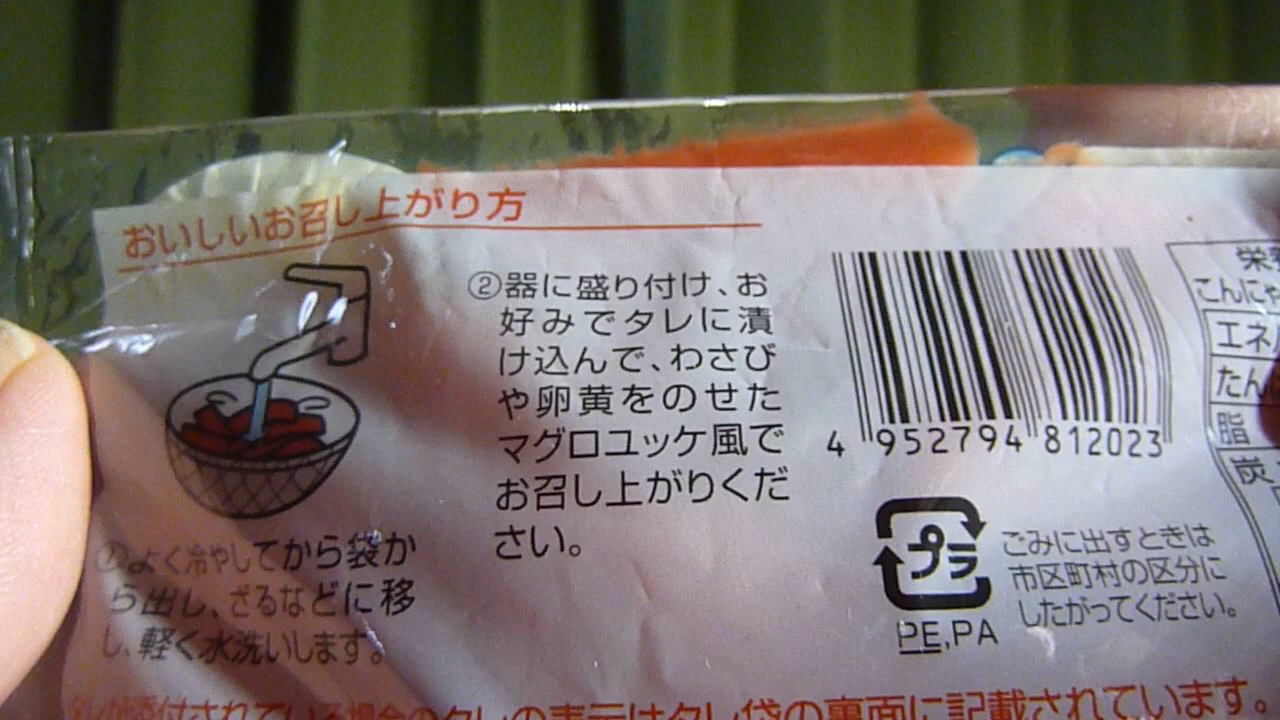 おいしいお召し上がり方
①よく冷やしてから袋か
ら出し、ざるなどに移
し、軽く水洗いします。
②器に盛り付け、お
好みでタレに漬
け込んで、わさび
や卵黄をのせた
マグロユッケ風で
お召し上がりくだ
さい。
4 952794 812023
プラ
PE,PA
ごみに出すときは
市区町村の区分に
したがってください。
栄養
こんにゃ
エネ
たん
脂
炭
タレが添付されている場合のタレの表示はタレ袋の裏面に記載されています。